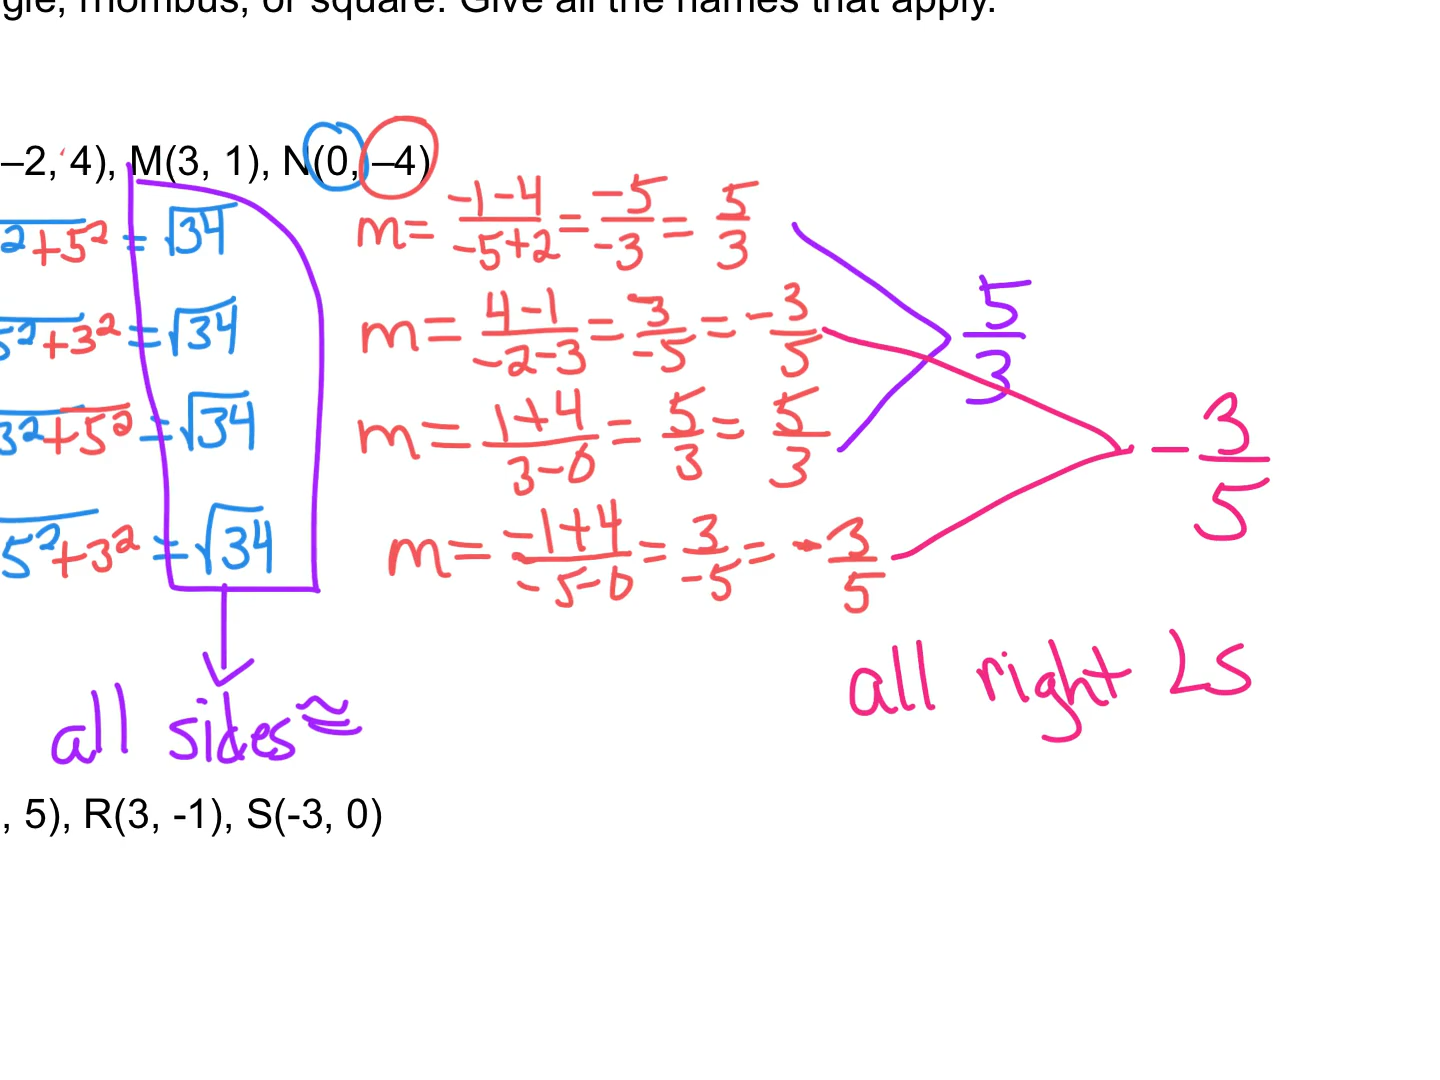 gle, rhombus, or square. Give all the names that apply.
–2, 4), M(3, 1), N(0, –4)
2+5² = √34 m= -1-4/-5+2 = -5/-3 = 5/3
5²+3² = √34 m= 4-1/-2-3 = 3/-5 = -3/5
5/3
3²+5² = √34 m= 1+4/3-0 = 5/3 = 5/3
-3/5
5²+3² = √34 m= -1+4/-5-0 = 3/-5 = -3/5
all right ∠s
all sides ≅
, 5), R(3, -1), S(-3, 0)